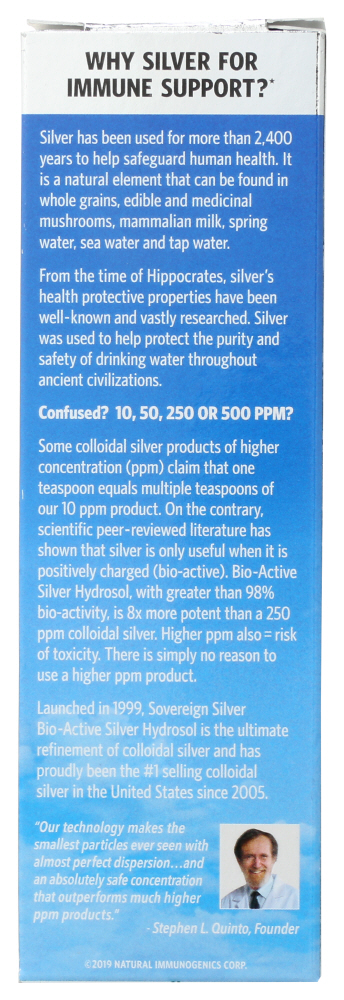 WHY SILVER FOR
IMMUNE SUPPORT?*
Silver has been used for more than 2,400
years to help safeguard human health. It
is a natural element that can be found in
whole grains, edible and medicinal
mushrooms, mammalian milk, spring
water, sea water and tap water.
From the time of Hippocrates, silver's
health protective properties have been
well-known and vastly researched. Silver
was used to help protect the purity and
safety of drinking water throughout
ancient civilizations.
Confused? 10, 50, 250 OR 500 PPM?
Some colloidal silver products of higher
concentration (ppm) claim that one
teaspoon equals multiple teaspoons of
our 10 ppm product. On the contrary,
scientific peer-reviewed literature has
shown that silver is only useful when it is
positively charged (bio-active). Bio-Active
Silver Hydrosol, with greater than 98%
bio-activity, is 8x more potent than a 250
ppm colloidal silver. Higher ppm also = risk
of toxicity. There is simply no reason to
use a higher ppm product.
Launched in 1999, Sovereign Silver
Bio-Active Silver Hydrosol is the ultimate
refinement of colloidal silver and has
proudly been the #1 selling colloidal
silver in the United States since 2005.
"Our technology makes the
smallest particles ever seen with
almost perfect dispersion...and
an absolutely safe concentration
that outperforms much higher
ppm products."
- Stephen L. Quinto, Founder
©2019 NATURAL IMMUNOGENICS CORP.